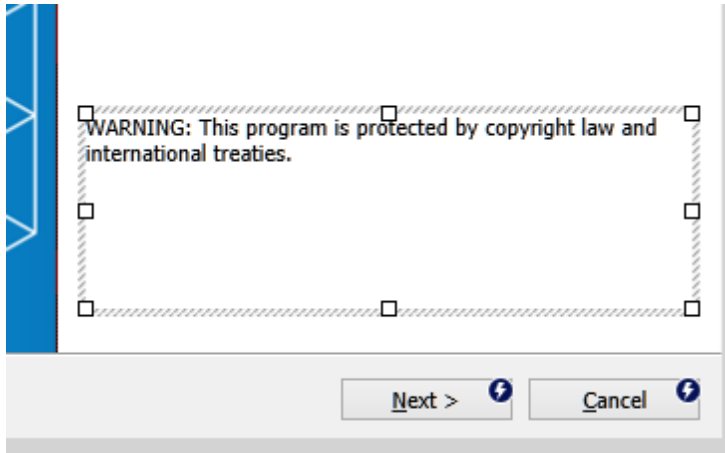 WARNING: This program is protected by copyright law and
international treaties.
Next >
Cancel